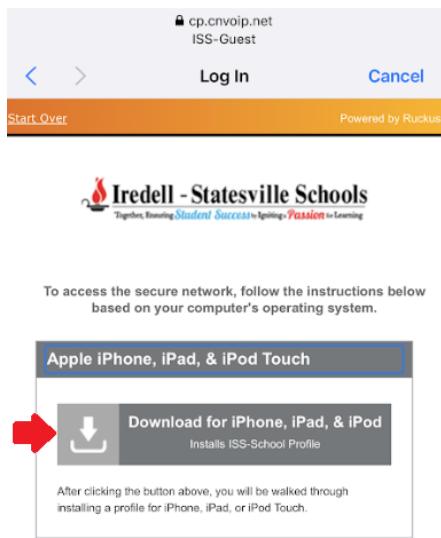 cp.cnvoip.net
ISS-Guest
Log In
Cancel
Start Over
Powered by Ruckus
Iredell - Statesville Schools
Together, Ensuring Student Success by Igniting a Passion for Learning
To access the secure network, follow the instructions below
based on your computer's operating system.
Apple iPhone, iPad, & iPod Touch
Download for iPhone, iPad, & iPod
Installs ISS-School Profile
After clicking the button above, you will be walked through
installing a profile for iPhone, iPad, or iPod Touch.